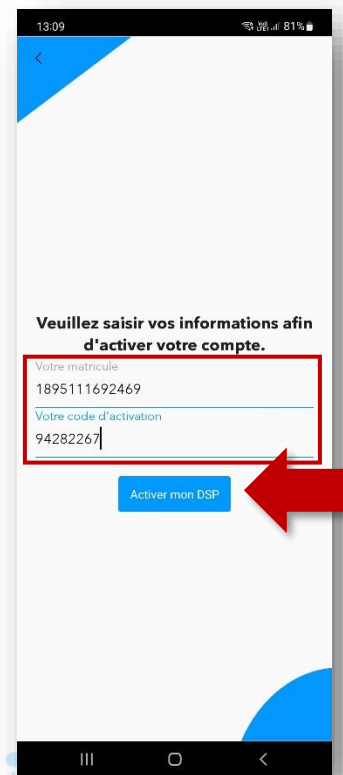 13:09 81%
Veuillez saisir vos informations afin
d'activer votre compte.
Votre matricule
1895111692469
Votre code d'activation
94282267
Activer mon DSP